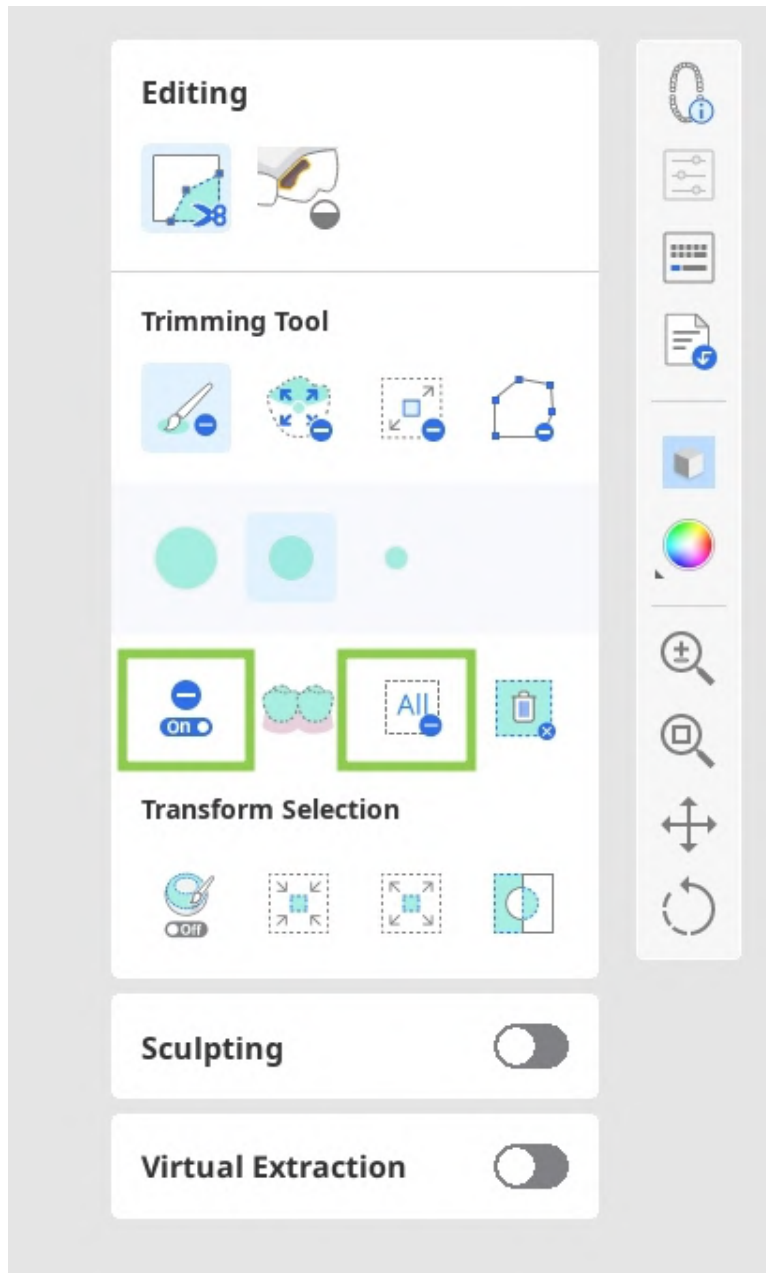 Editing
Trimming Tool
On
All
Transform Selection
Off
Sculpting
Virtual Extraction